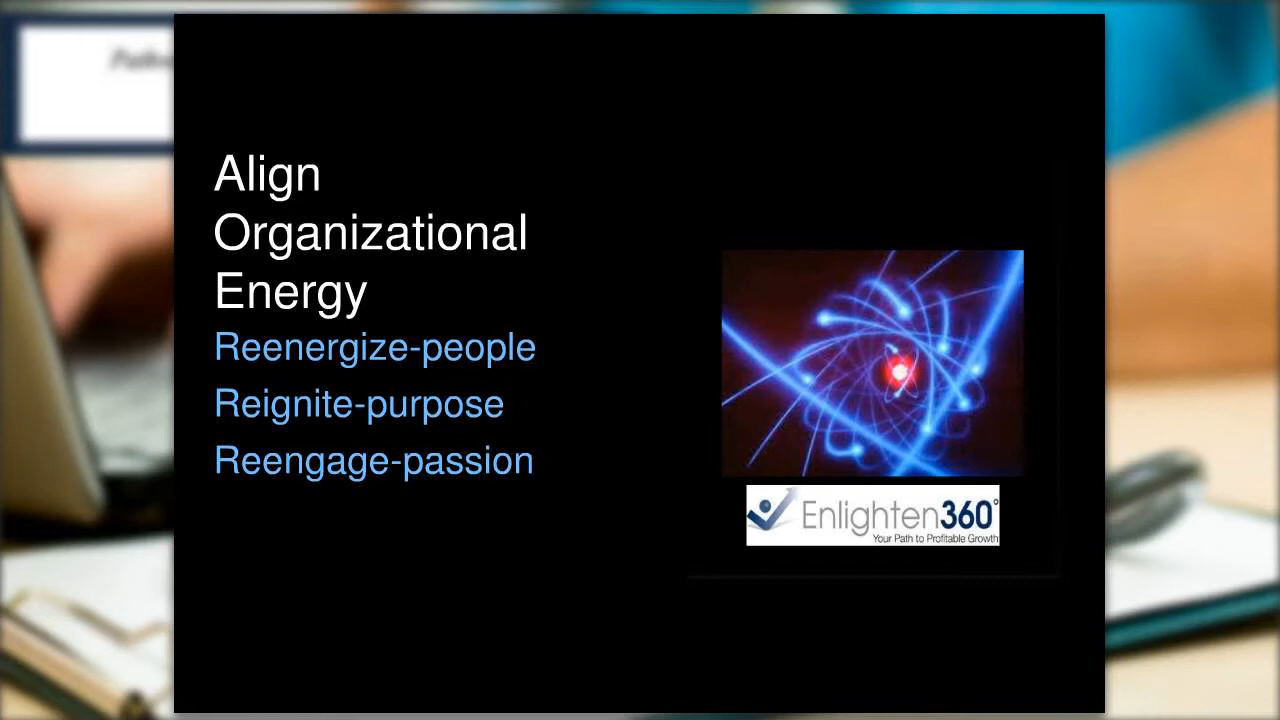 Align
Organizational
Energy
Reenergize-people
Reignite-purpose
Reengage-passion
Enlighten360°
Your Path to Profitable Growth